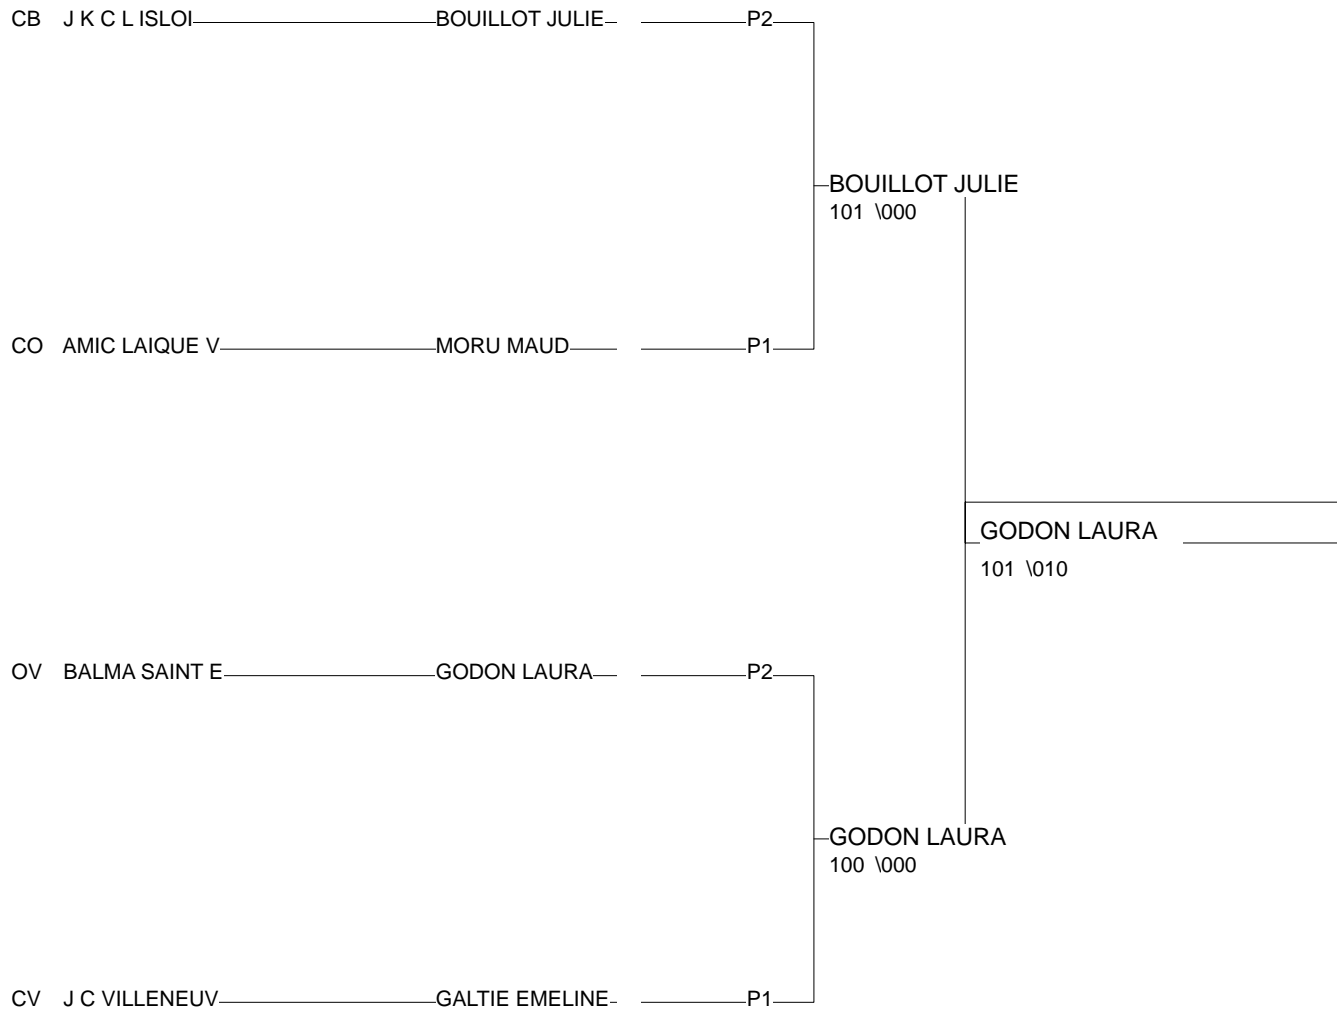 CB J K C L ISLOI BOUILLOT JULIE P2
BOUILLOT JULIE
101 \000
CO AMIC LAIQUE V MORU MAUD P1
GODON LAURA
101 \010
OV BALMA SAINT E GODON LAURA P2
GODON LAURA
100 \000
CV J C VILLENEUV GALTIE EMELINE P1